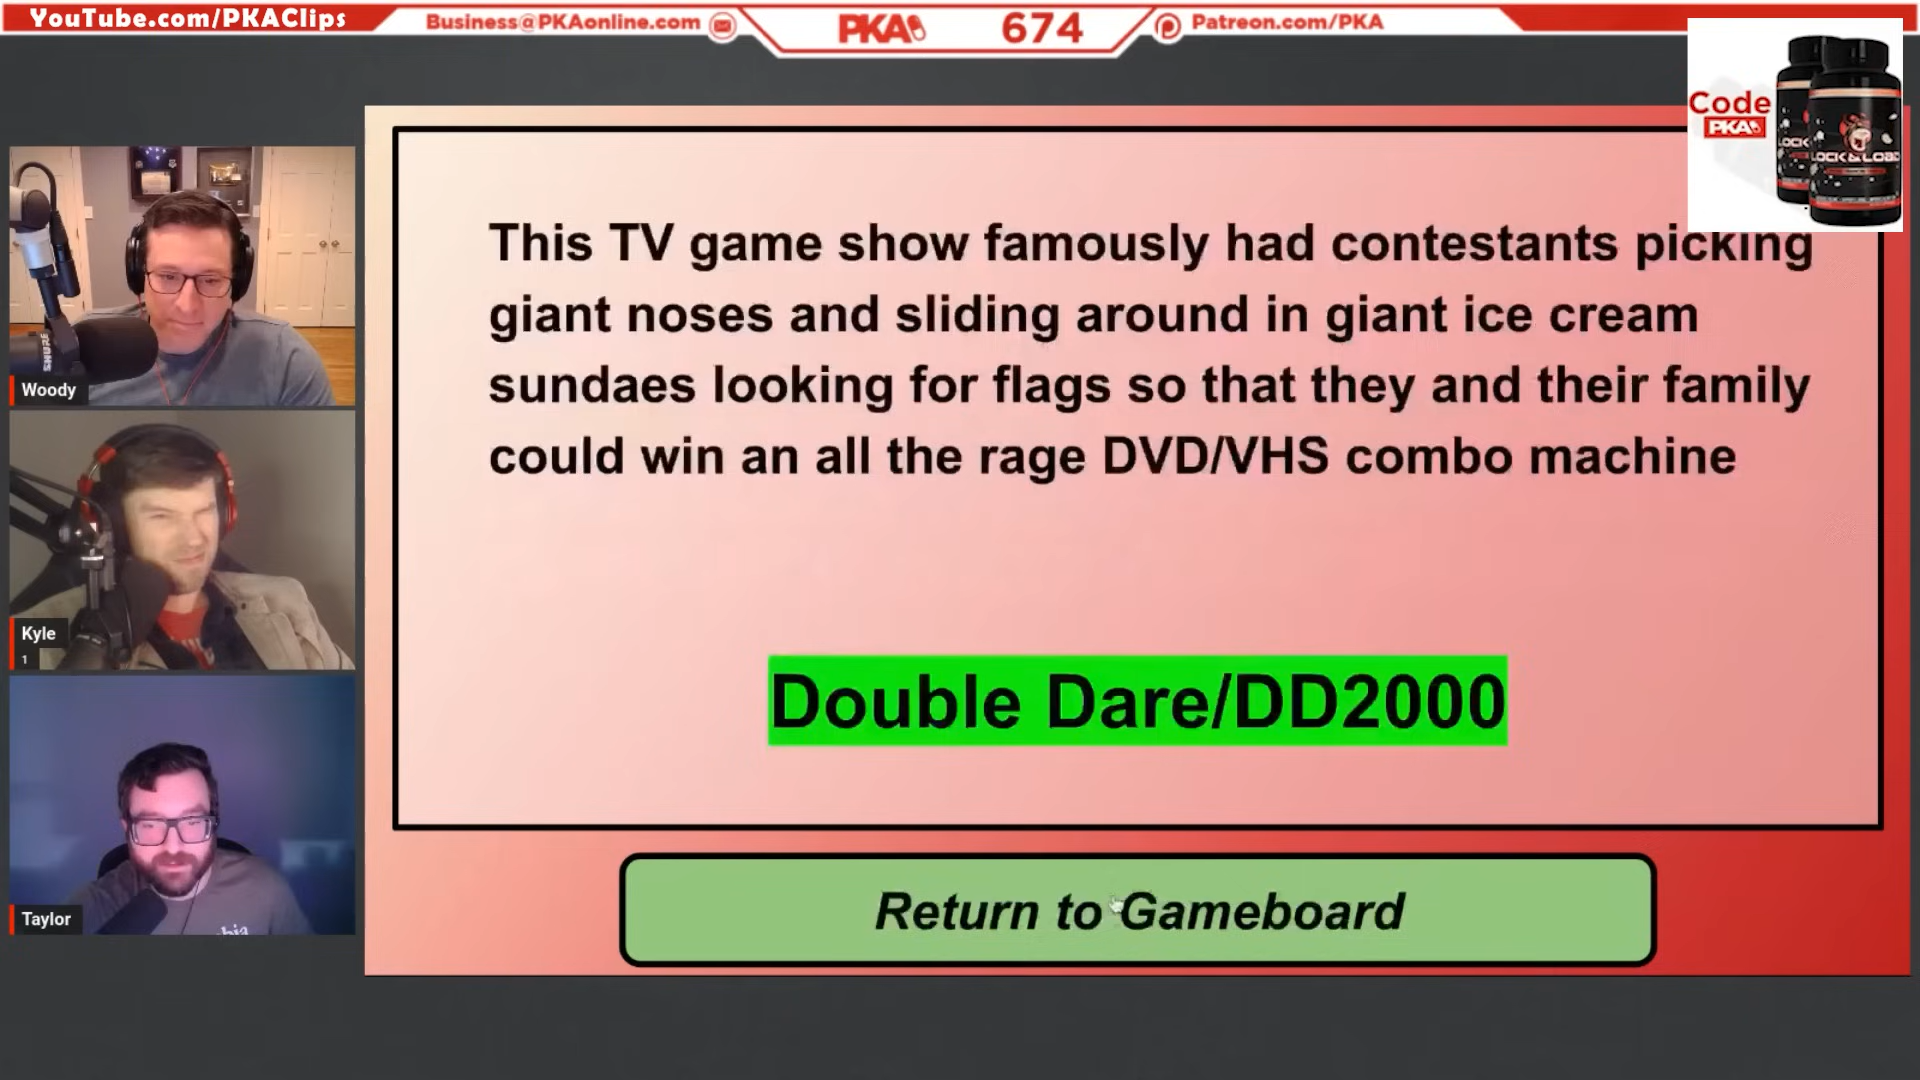 YouTube.com/PKAClips
Business@PKAonline.com
PKA
674
Patreon.com/PKA
Code
PKA
LOCK & LOAD
This TV game show famously had contestants picking
giant noses and sliding around in giant ice cream
sundaes looking for flags so that they and their family
could win an all the rage DVD/VHS combo machine
Double Dare/DD2000
Return to Gameboard
SHURE
Woody
Kyle
1
Taylor